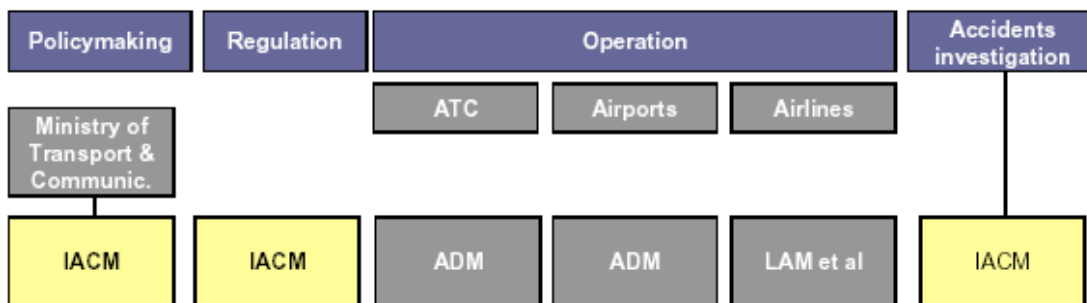 Policymaking
Regulation
Operation
Accidents
investigation
ATC
Airports
Airlines
Ministry of
Transport &
Communic.
IACM
IACM
ADM
ADM
LAM et al
IACM